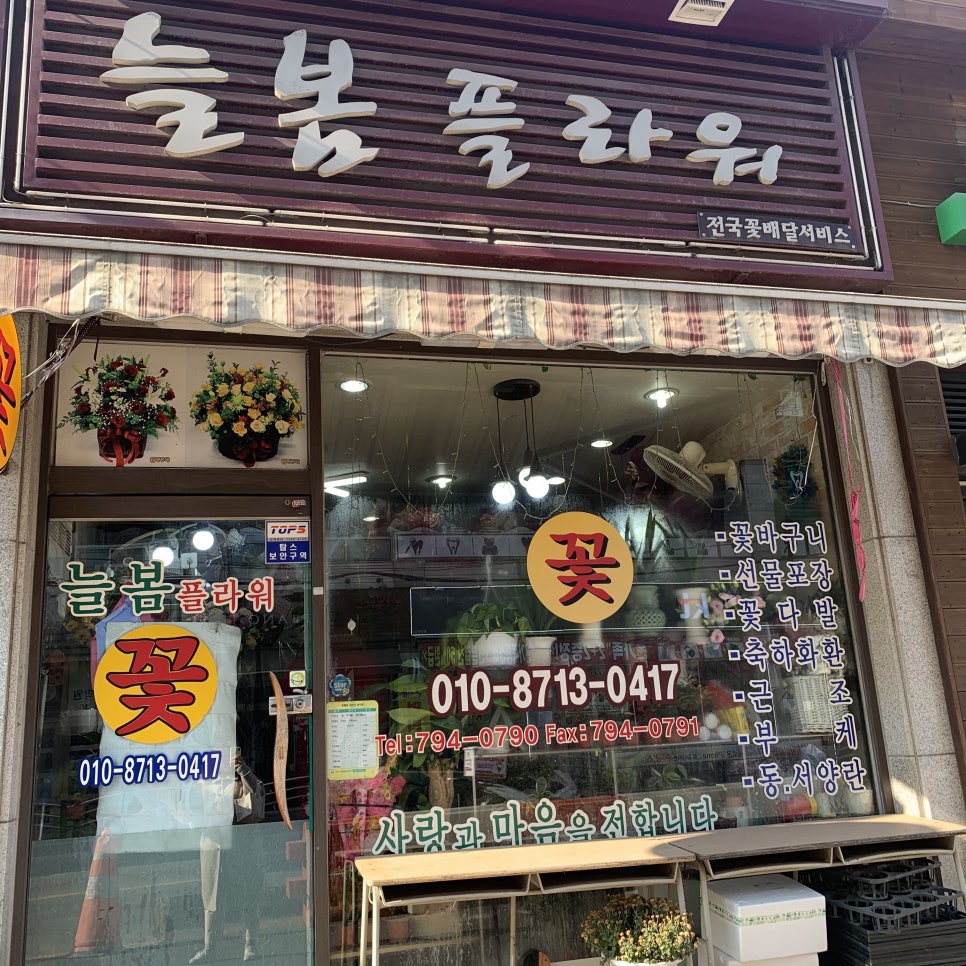 늘봄 플라워
전국꽃배달서비스
꽃
TOPS
탑스
보안구역
늘봄 플라워
꽃
010-8713-0417
꽃
010-8713-0417
Tel:794-0790 Fax:794-0791
사랑과 마음을 전합니다
·꽃바구니
·선물포장
·꽃다발
·축하화환
·근조
·부케
·동.서양란